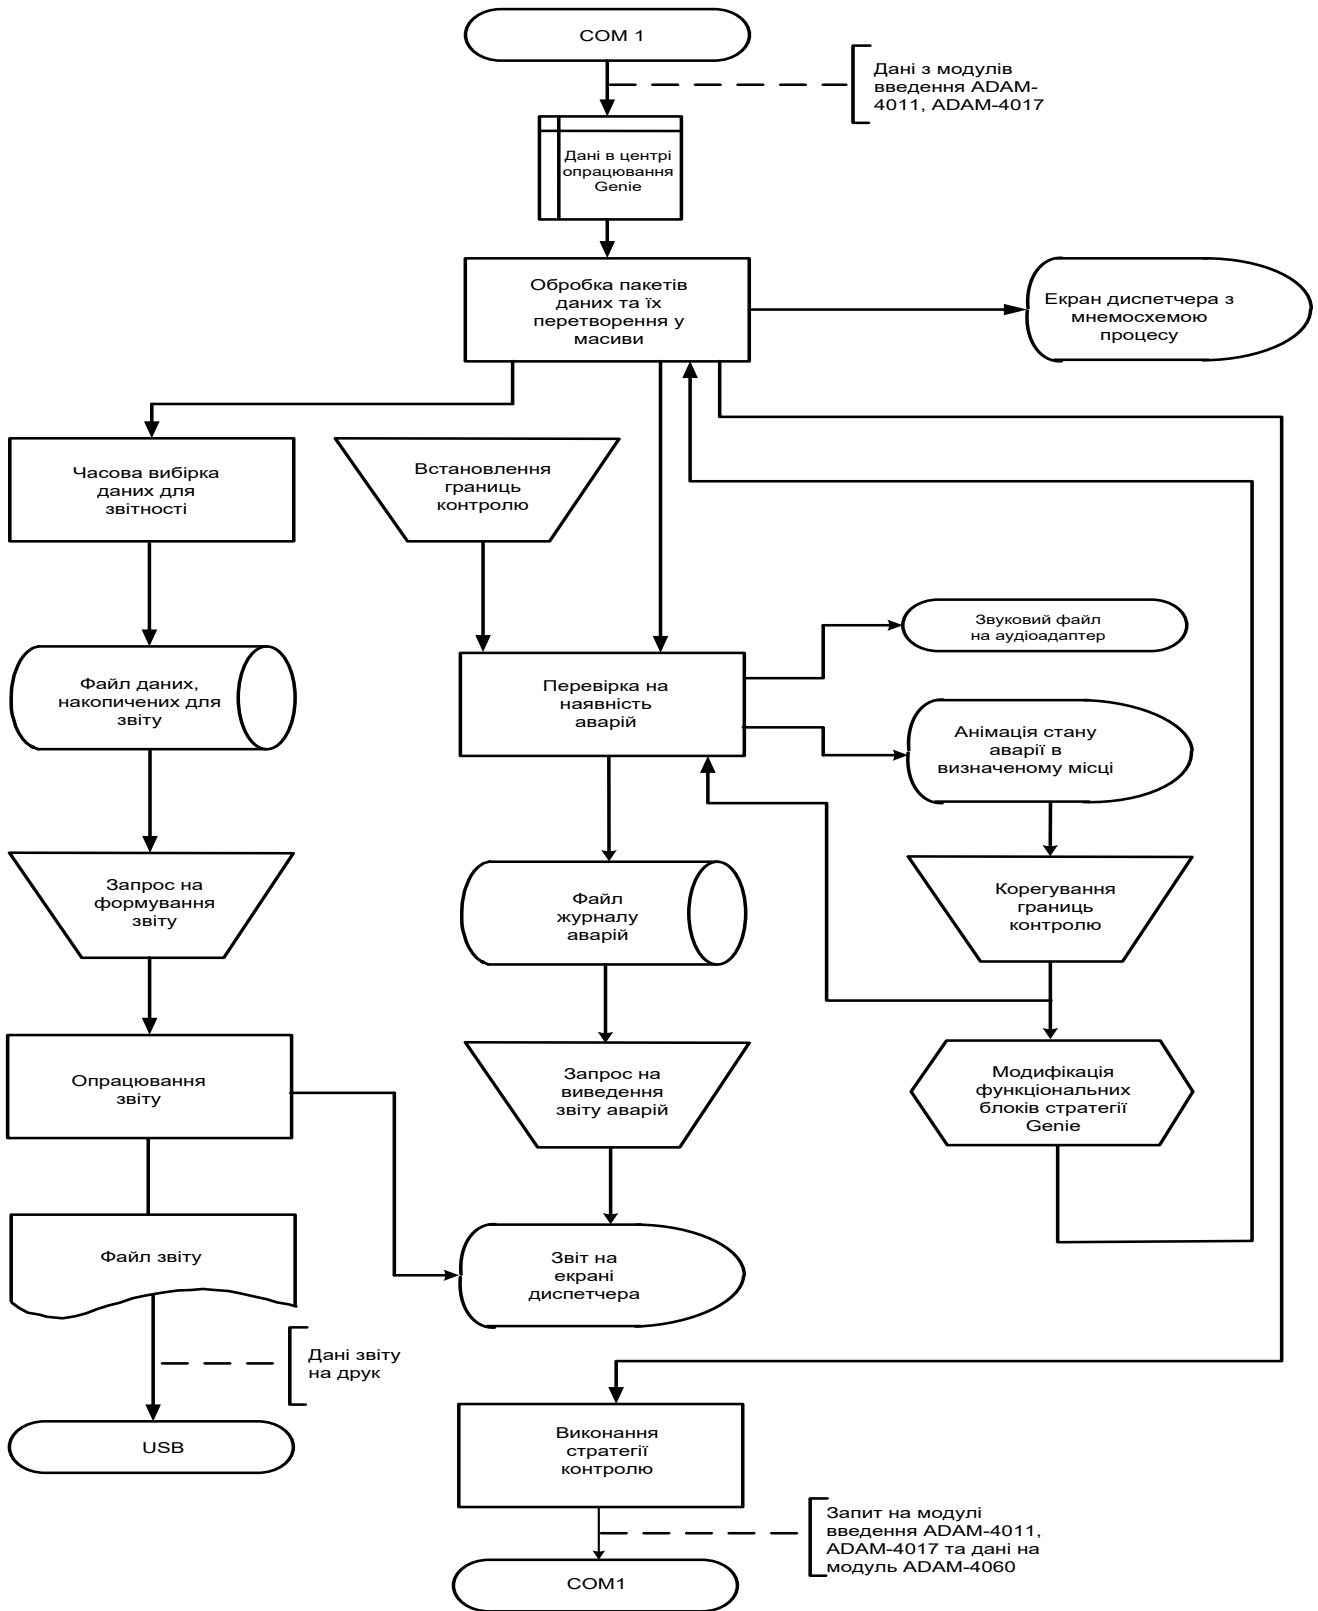 COM 1
Дані з модулів
введення ADAM-
4011, ADAM-4017
Дані в центрі
опрацювання
Genie
Обробка пакетів
даних та їх
перетворення у
масиви
Екран диспетчера з
мнемосхемою
процесу
Часова вибірка
даних для
звітності
Встановлення
границь
контролю
Звуковий файл
на аудіоадаптер
Файл даних,
накопичених для
звіту
Перевірка на
наявність
аварій
Анімація стану
аварії в
визначеному місці
Запрос на
формування
звіту
Файл
журналу
аварій
Корегування
границь
контролю
Опрацювання
звіту
Запрос на
виведення
звіту аварій
Модифікація
функціональних
блоків стратегії
Genie
Файл звіту
Звіт на
екрані
диспетчера
Дані звіту
на друк
USB
Виконання
стратегії
контролю
Запит на модулі
введення ADAM-4011,
ADAM-4017 та дані на
модуль ADAM-4060
COM1